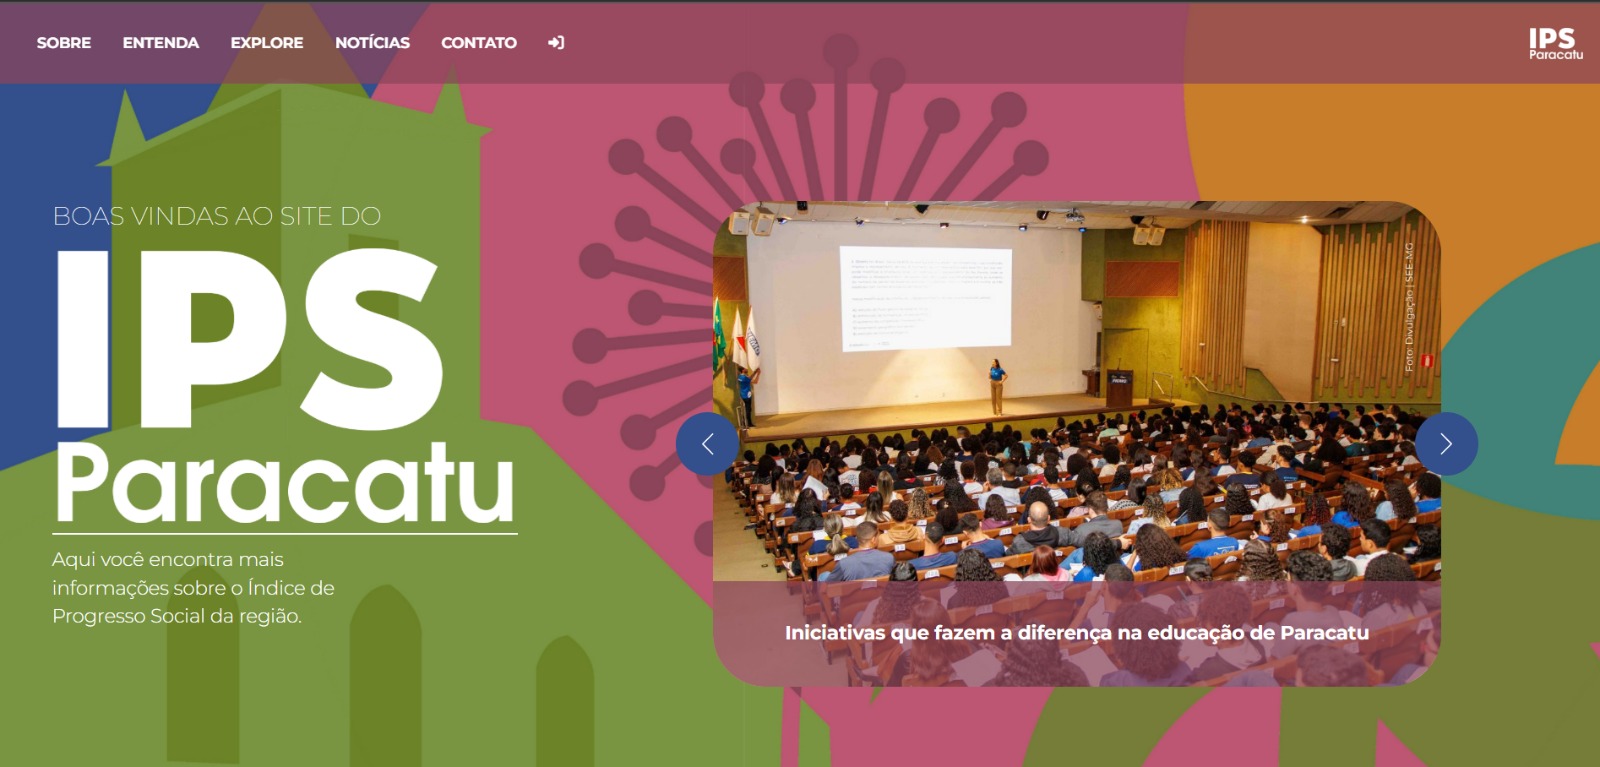 SOBRE ENTENDA EXPLORE NOTÍCIAS CONTATO
IPS
Paracatu
BOAS VINDAS AO SITE DO
IPS
Paracatu
Aqui você encontra mais
informações sobre o Índice de
Progresso Social da região.
Foto: Divulgação | SEE-MG
Iniciativas que fazem a diferença na educação de Paracatu